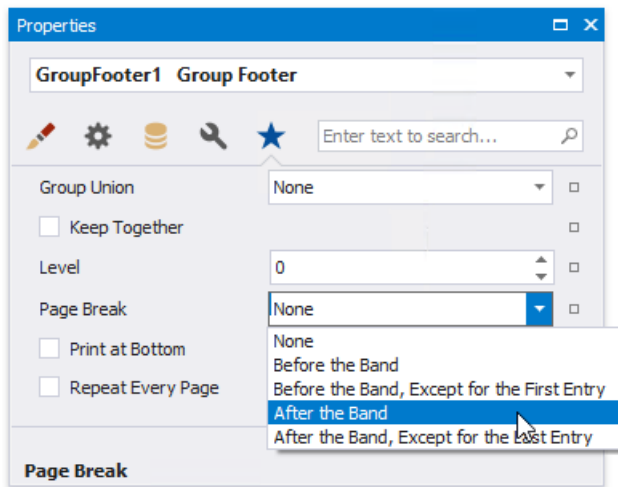 Properties
GroupFooter1 Group Footer
Enter text to search...
Group Union None
Keep Together
Level 0
Page Break None
None
Before the Band
Print at Bottom
Before the Band, Except for the First Entry
Repeat Every Page
After the Band
After the Band, Except for the Last Entry
Page Break